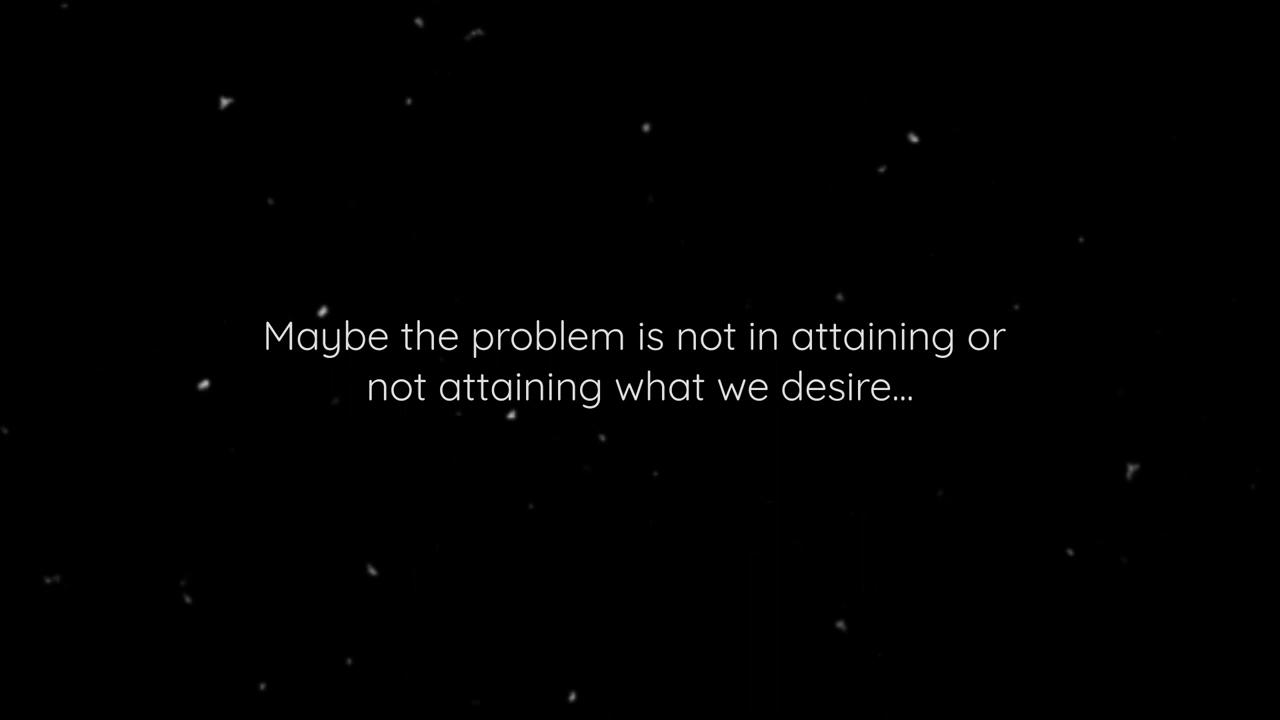 Maybe the problem is not in attaining or
not attaining what we desire...